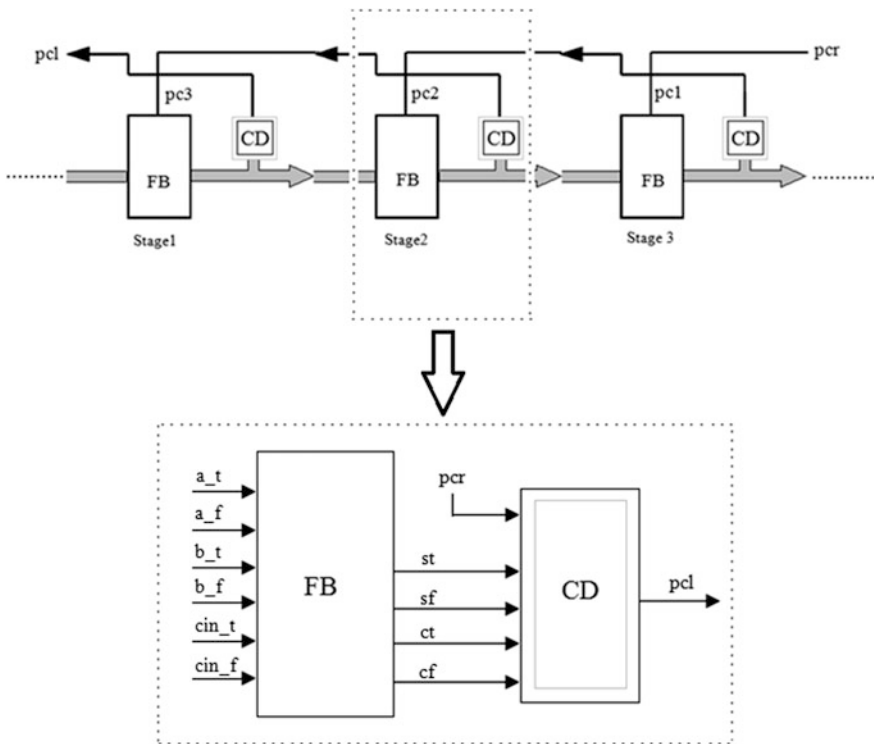 pcl
pcr
pc3
pc2
pc1
CD
CD
CD
FB
FB
FB
Stage1
Stage2
Stage 3
a_t
a_f
b_t
b_f
cin_t
cin_f
FB
pcr
st
sf
ct
cf
CD
pcl